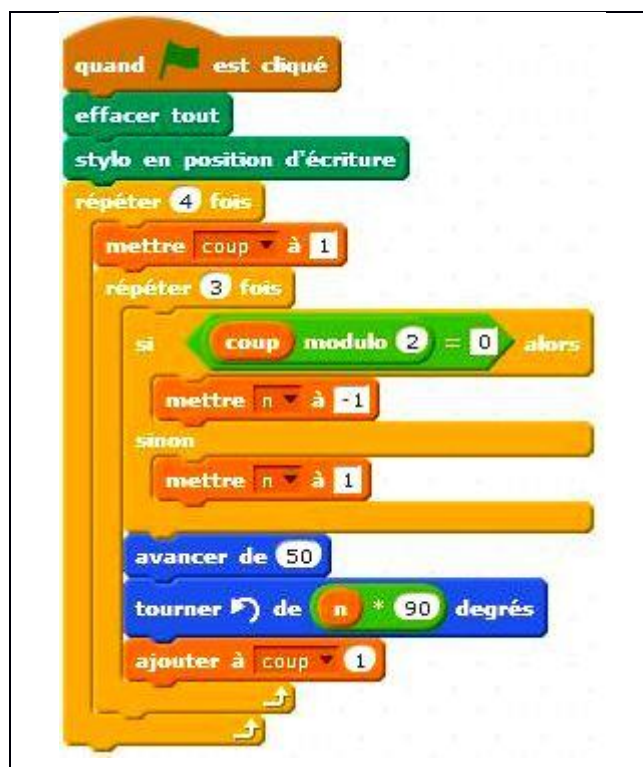 quand est cliqué
effacer tout
stylo en position d'écriture
répéter 4 fois
mettre coup à 1
répéter 3 fois
si coup modulo 2 = 0 alors
mettre n à -1
sinon
mettre n à 1
avancer de 50
tourner de n * 90 degrés
ajouter à coup 1